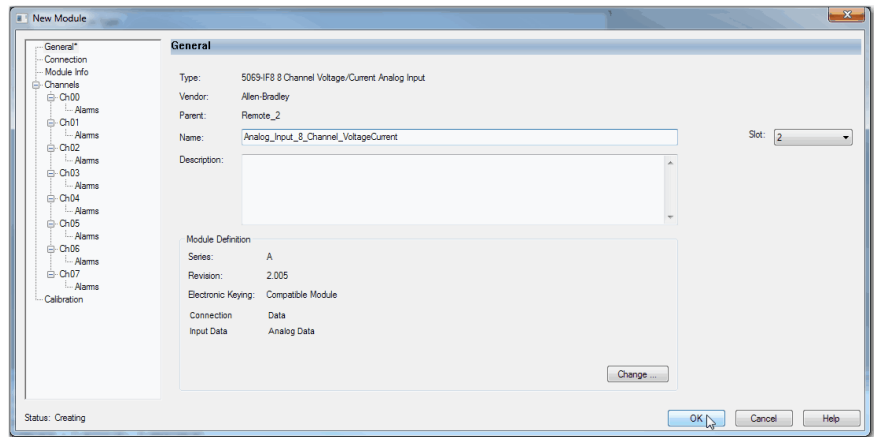 New Module
General*
Connection
Module Info
Channels
Ch00
Alarms
Ch01
Alarms
Ch02
Alarms
Ch03
Alarms
Ch04
Alarms
Ch05
Alarms
Ch06
Alarms
Ch07
Alarms
Calibration
General
Type: 5069-IF8 8 Channel Voltage/Current Analog Input
Vendor: Allen-Bradley
Parent: Remote_2
Name: Analog_Input_8_Channel_VoltageCurrent Slot: 2
Description:
Module Definition
Series: A
Revision: 2.005
Electronic Keying: Compatible Module
Connection Data
Input Data Analog Data
Change ...
Status: Creating OK Cancel Help